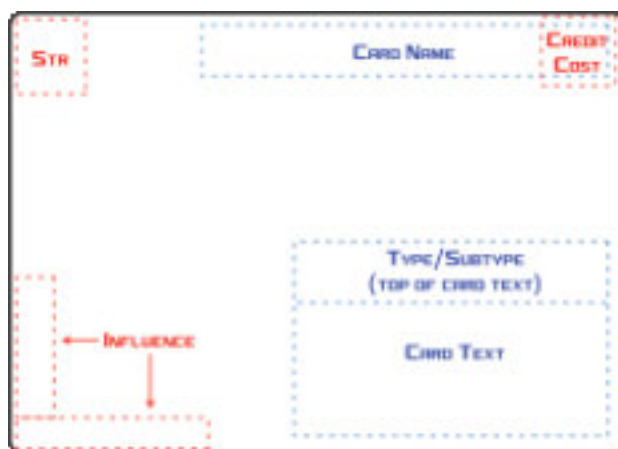 STR
CARD NAME
CREDIT
COST
TYPE/SUBTYPE
(TOP OF CARD TEXT)
INFLUENCE
CARD TEXT